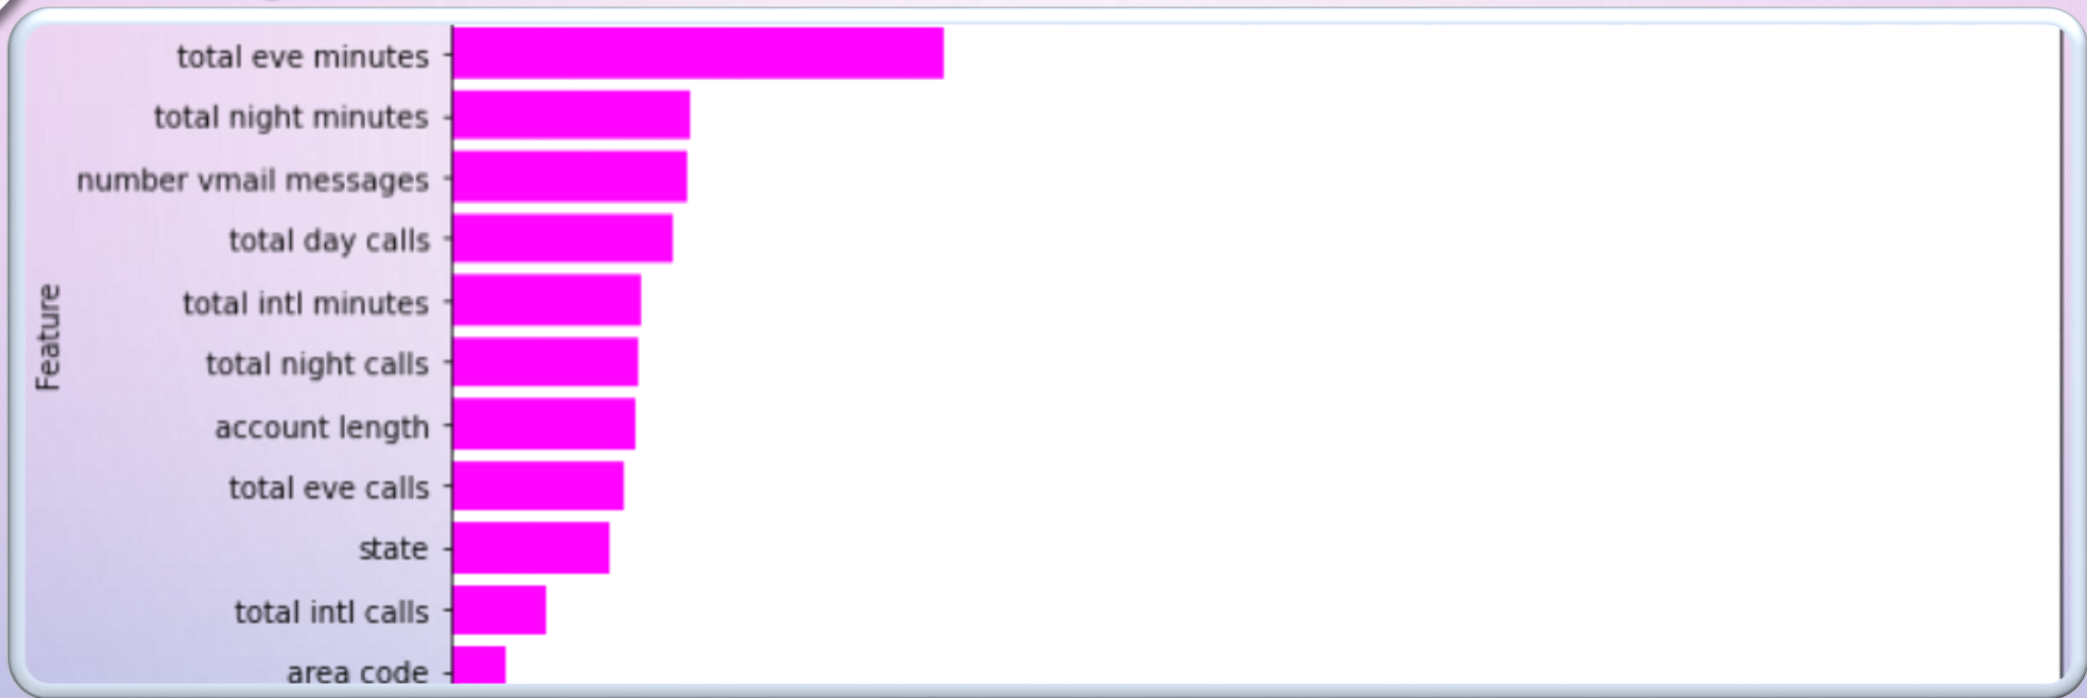 total eve minutes
total night minutes
number vmail messages
total day calls
total intl minutes
total night calls
account length
total eve calls
state
total intl calls
area code
Feature